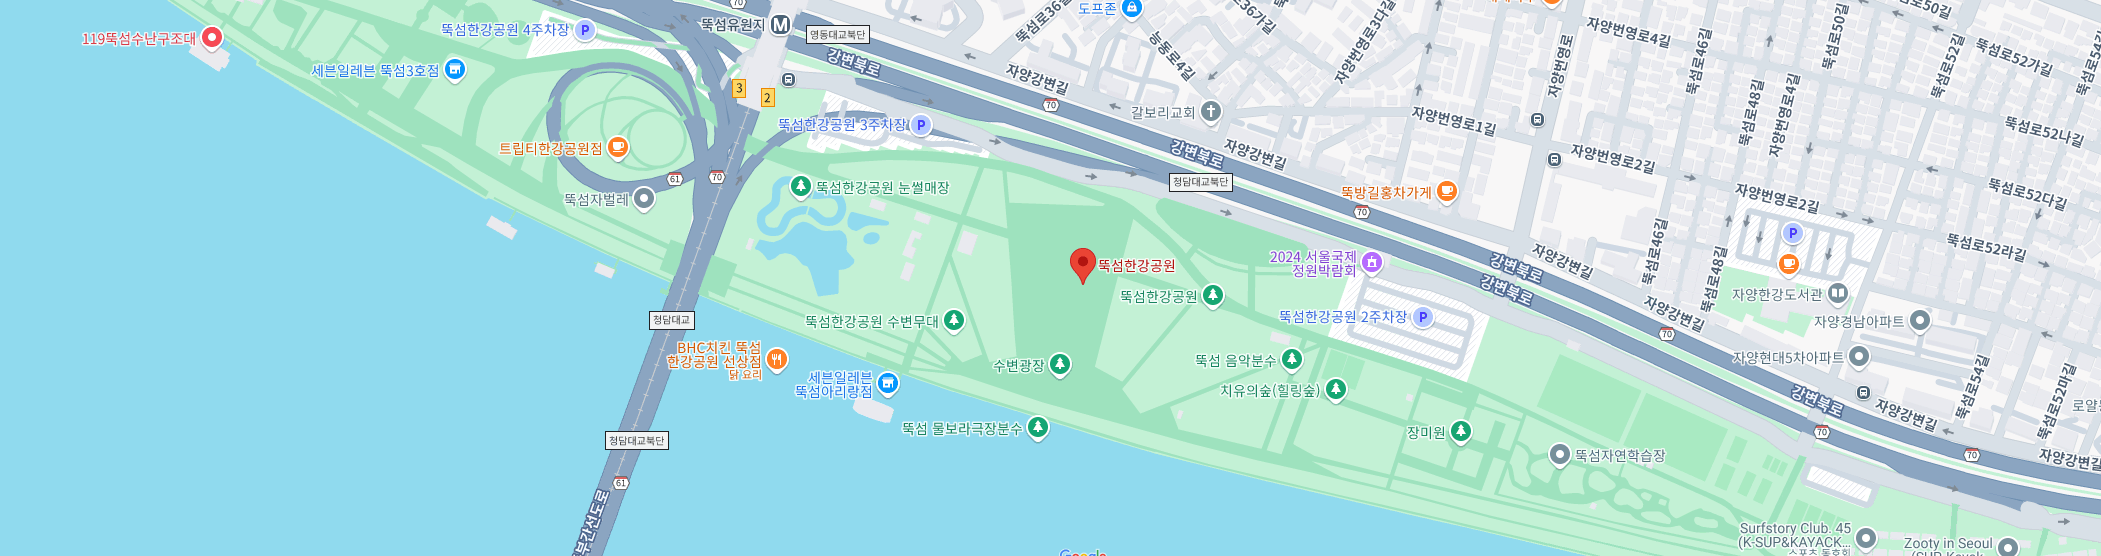 119뚝섬수난구조대
뚝섬한강공원 4주차장
세븐일레븐 뚝섬3호점
뚝섬유원지
영동대교북단
강변북로
도프존
뚝섬로36길
능동로4길
자양번영로3다길
자양강변길
70
3
2
갈보리교회
뚝섬한강공원 3주차장
트립티한강공원점
61
70
뚝섬자벌레
뚝섬한강공원 눈썰매장
강변북로
자양강변길
청담대교북단
자양번영로
자양번영로4길
뚝섬로46길
뚝섬로50길
뚝섬로50길
뚝섬로52길
뚝섬로52가길
뚝섬로54길
자양번영로1길
자양번영로2길
뚝섬로48길
자양번영로4길
뚝섬로52나길
뚝방길홍차가게
70
자양번영로2길
뚝섬로52다길
뚝섬로52라길
뚝섬로46길
뚝섬로48길
뚝섬한강공원
뚝섬한강공원
2024 서울국제
정원박람회
강변북로
강변북로
자양강변길
자양강변길
자양한강도서관
자양경남아파트
자양현대5차아파트
뚝섬한강공원 2주차장
뚝섬한강공원 수변무대
청담대교
BHC치킨 뚝섬
한강공원 선상점
닭 요리
세븐일레븐
뚝섬아리랑점
수변광장
뚝섬 음악분수
치유의숲(힐링숲)
뚝섬 물보라극장분수
장미원
뚝섬자연학습장
70
강변북로
자양강변길
뚝섬로54길
뚝섬로52마길
70
70
자양강변길
청담대교북단
61
Google
Surfstory Club. 45
(K-SUP&KAYACK...
스포츠 동호회
Zooty in Seoul